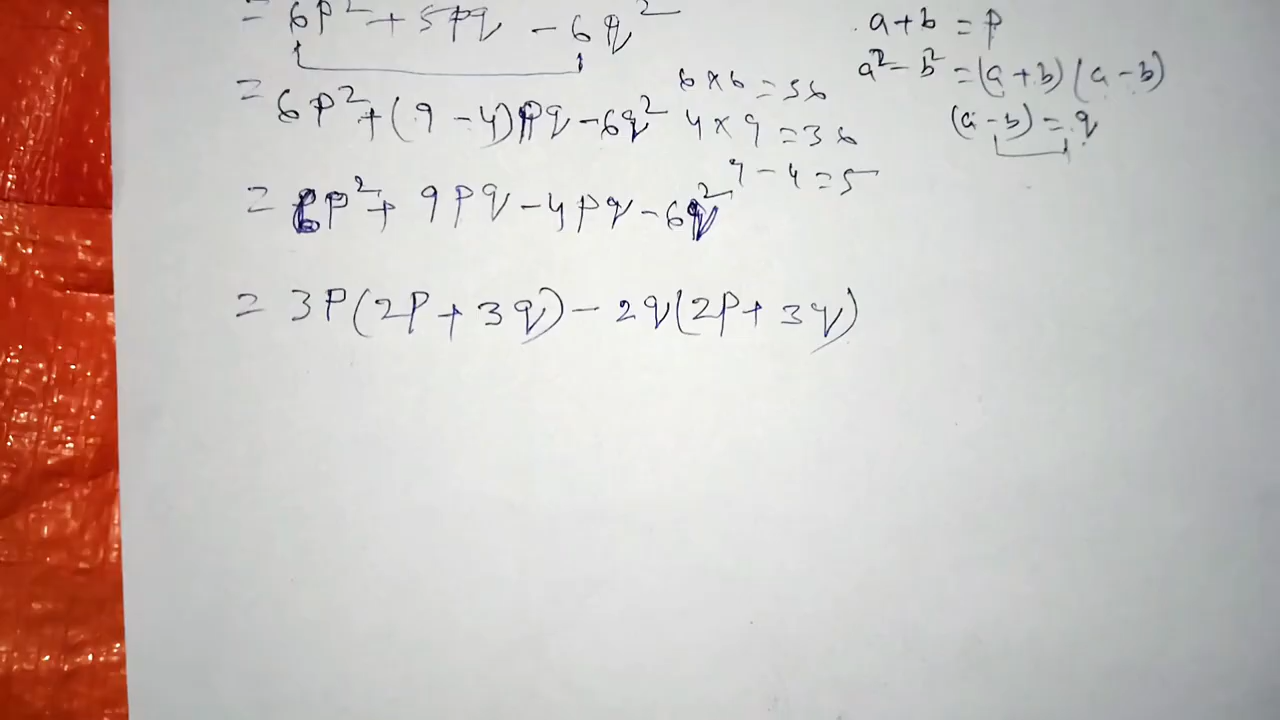 = 6p² + 5pq - 6q²
= 6p² + (9 - 4)pq - 6q²
= 6p² + 9pq - 4pq - 6q²
= 3p(2p + 3q) - 2q(2p + 3q)
6 × 6 = 36
4 × 9 = 36
9 - 4 = 5
a + b = p
a² - b² = (a + b) (a - b)
(a - b) = q